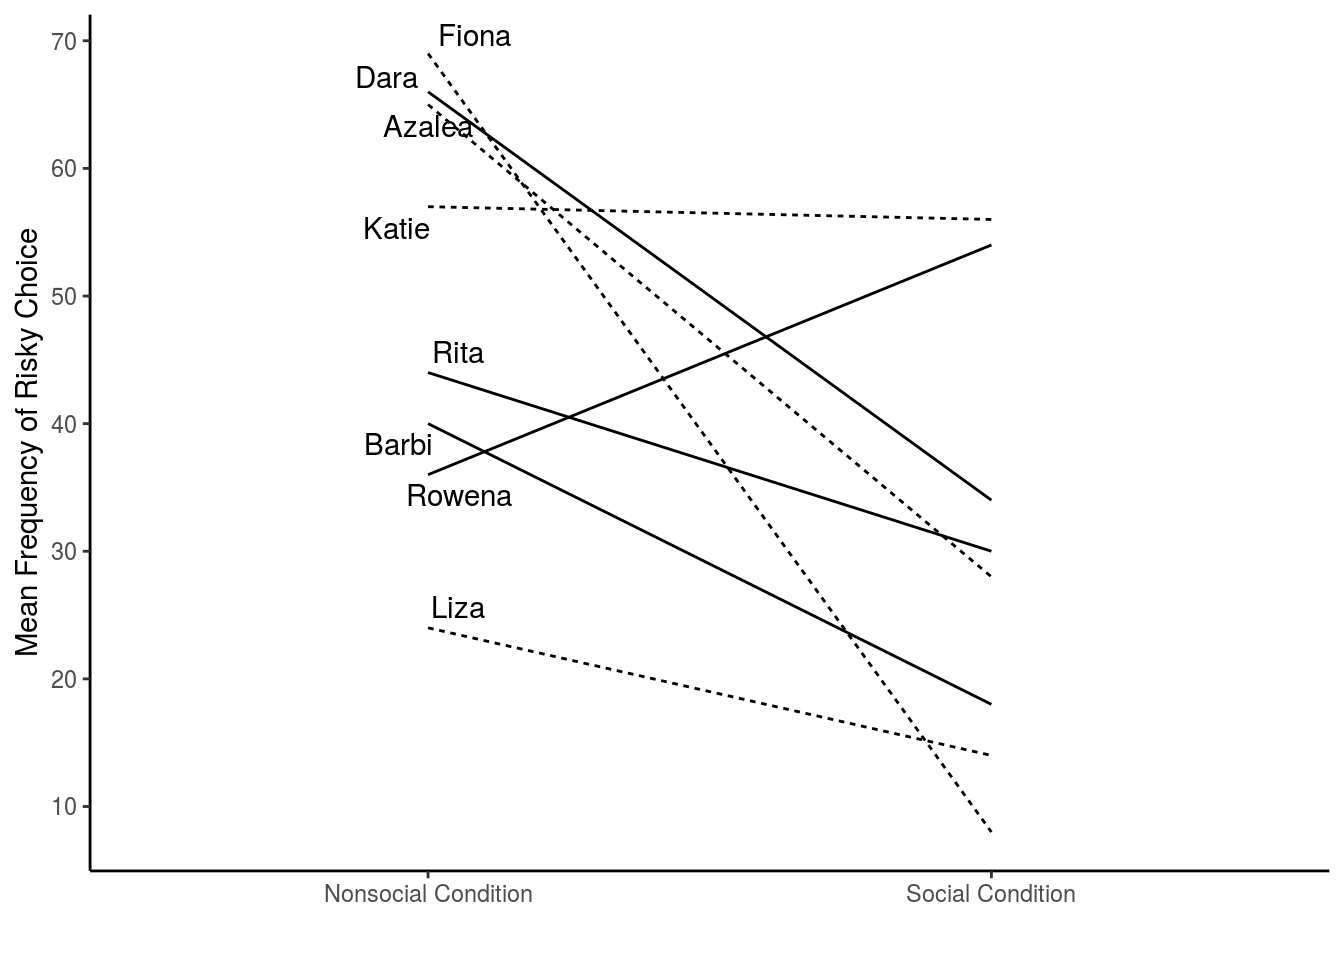 70
60
50
40
30
20
10
Mean Frequency of Risky Choice
Fiona
Dara
Azalea
Katie
Rita
Barbi
Rowena
Liza
Nonsocial Condition
Social Condition